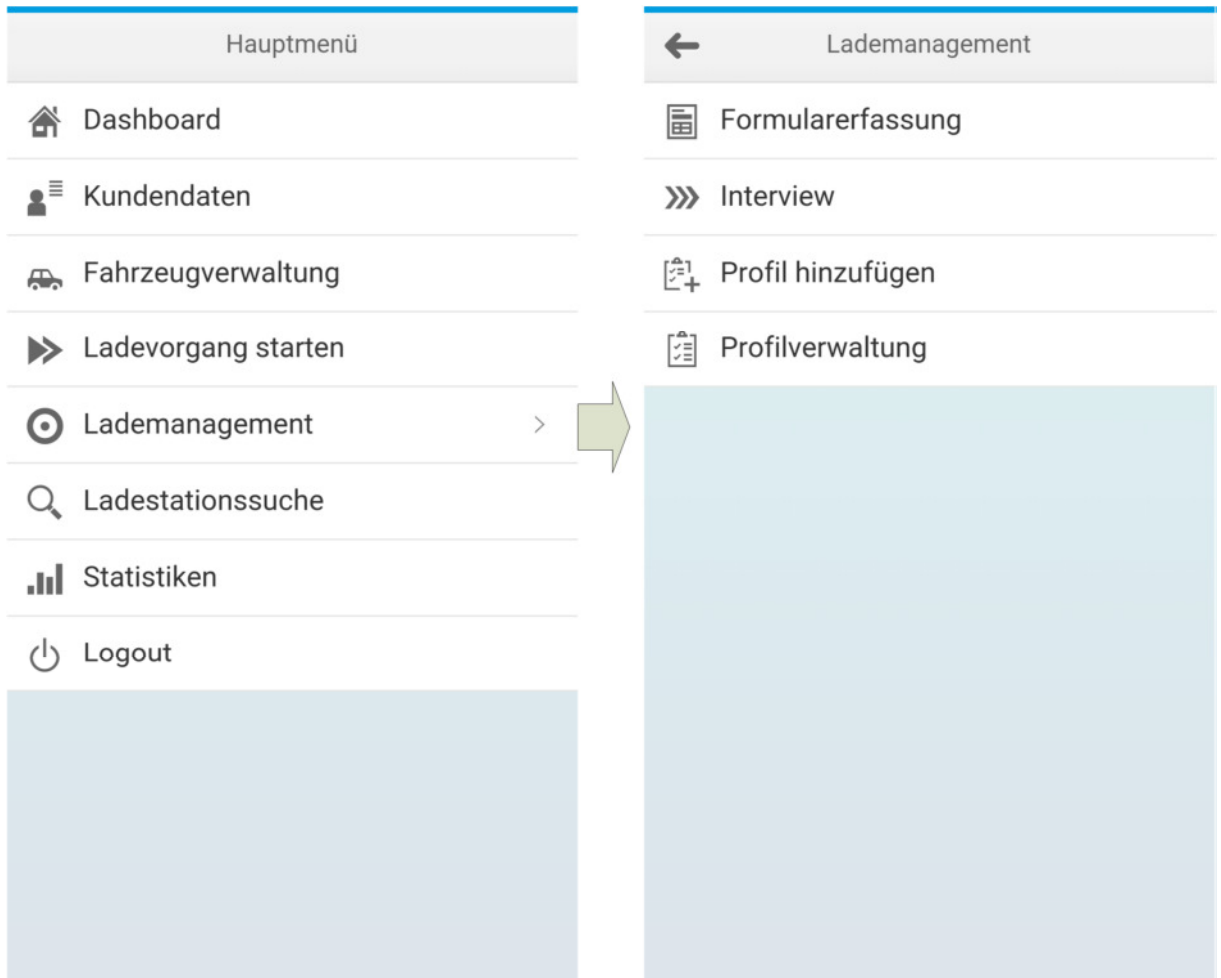 Hauptmenü
Dashboard
Kundendaten
Fahrzeugverwaltung
Ladevorgang starten
Lademanagement
Ladestationssuche
Statistiken
Logout
Lademanagement
Formularerfassung
Interview
Profil hinzufügen
Profilverwaltung